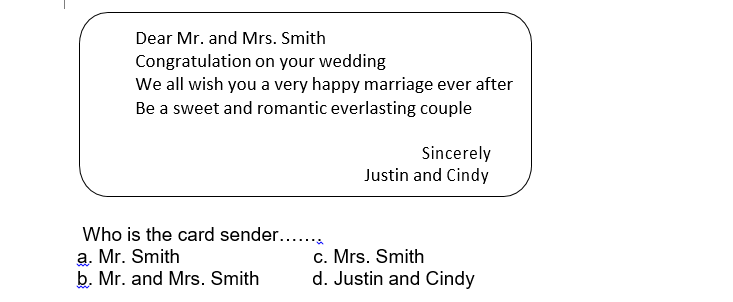 Dear Mr. and Mrs. Smith
Congratulation on your wedding
We all wish you a very happy marriage ever after
Be a sweet and romantic everlasting couple
Sincerely
Justin and Cindy
Who is the card sender…….
a. Mr. Smith c. Mrs. Smith
b. Mr. and Mrs. Smith d. Justin and Cindy